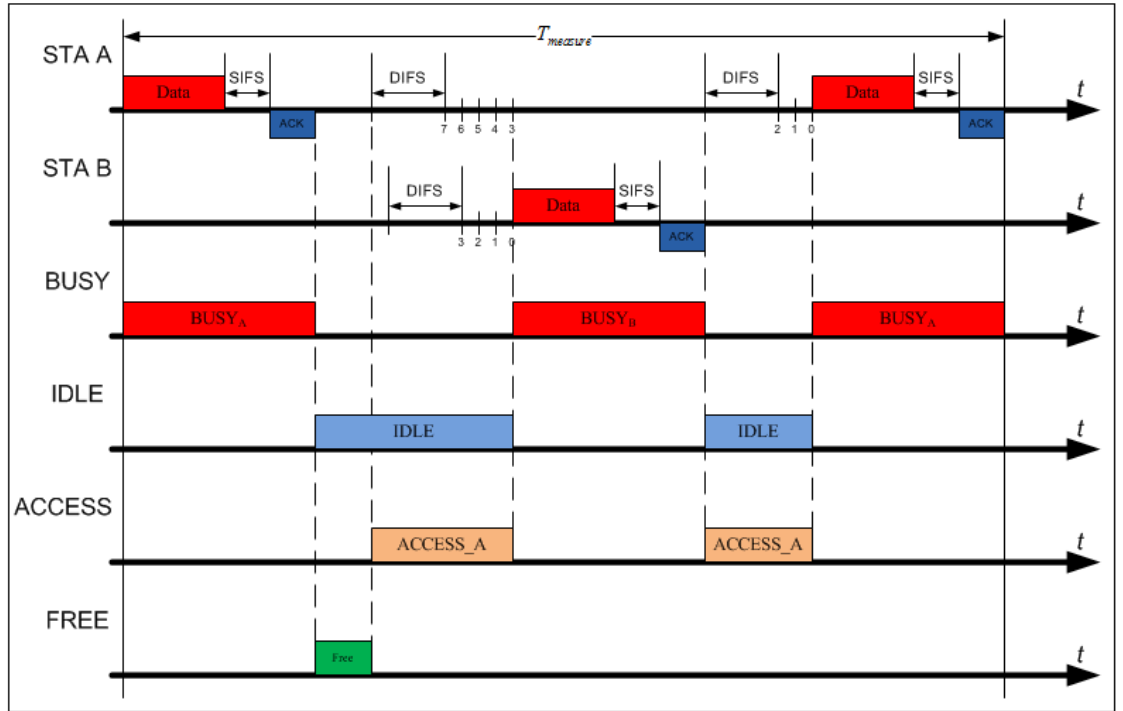 T_measure
STA A
Data
SIFS
ACK
DIFS
7 6 5 4 3
DIFS
2 1 0
Data
SIFS
ACK
t
STA B
DIFS
3 2 1 0
Data
SIFS
ACK
t
BUSY
BUSY_A
BUSY_B
BUSY_A
t
IDLE
IDLE
IDLE
t
ACCESS
ACCESS_A
ACCESS_A
t
FREE
Free
t